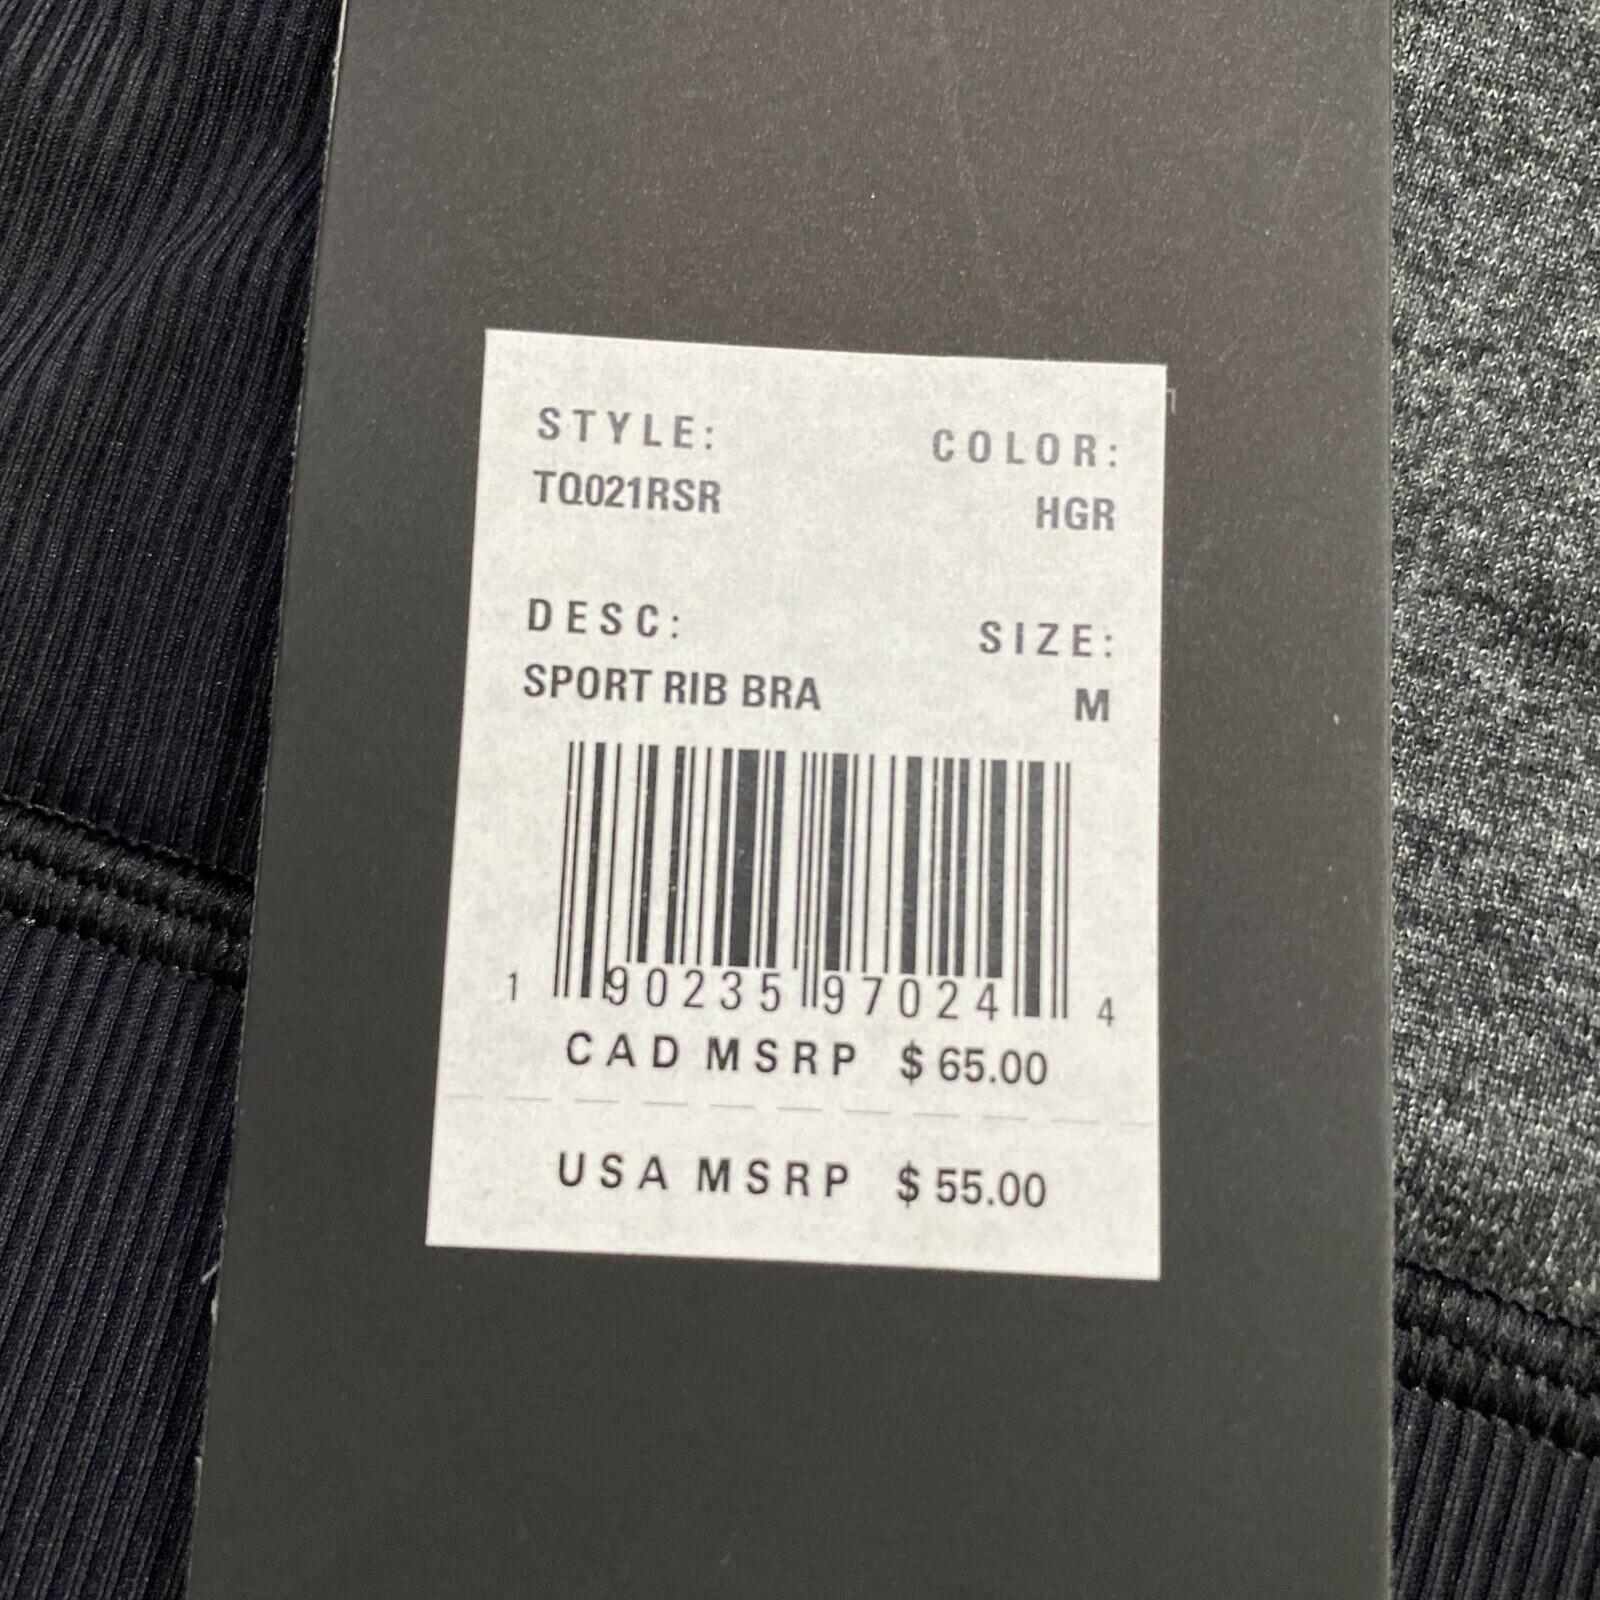 STYLE: COLOR:
TQ021RSR HGR
DESC: SIZE:
SPORT RIB BRA M
1 90235 97024 4
CAD MSRP $ 65.00
USA MSRP $ 55.00